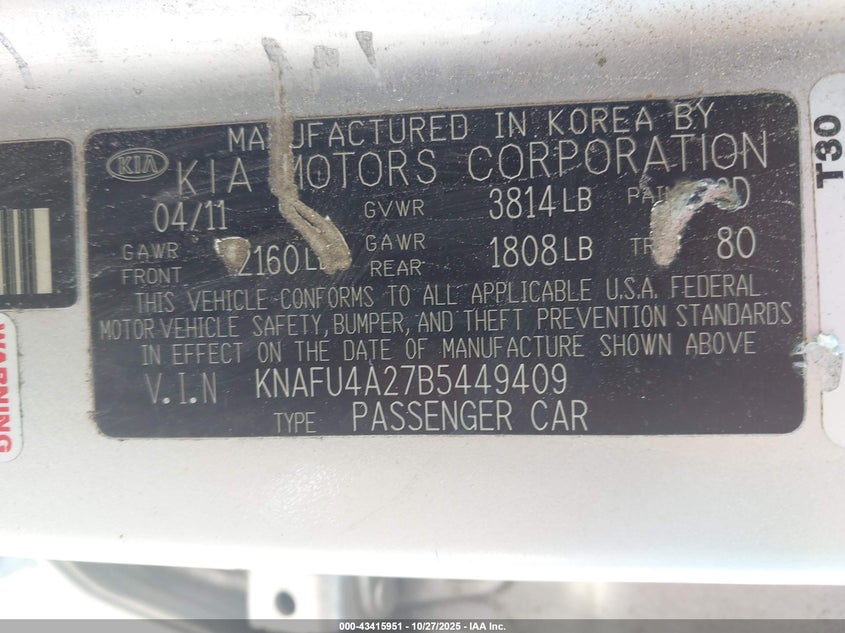 MANUFACTURED IN KOREA BY
KIA KIA MOTORS CORPORATION
04/11 GVWR 3814 LB
GAWR FRONT 2160 GAWR REAR 1808 LB 80
THIS VEHICLE CONFORMS TO ALL APPLICABLE U.S.A. FEDERAL
MOTOR VEHICLE SAFETY, BUMPER, AND THEFT PREVENTION STANDARDS
IN EFFECT ON THE DATE OF MANUFACTURE SHOWN ABOVE
V.I.N KNAFU4A27B5449409
TYPE PASSENGER CAR
T30
WARNING
000-43415951 | 10/27/2025 - IAA Inc.